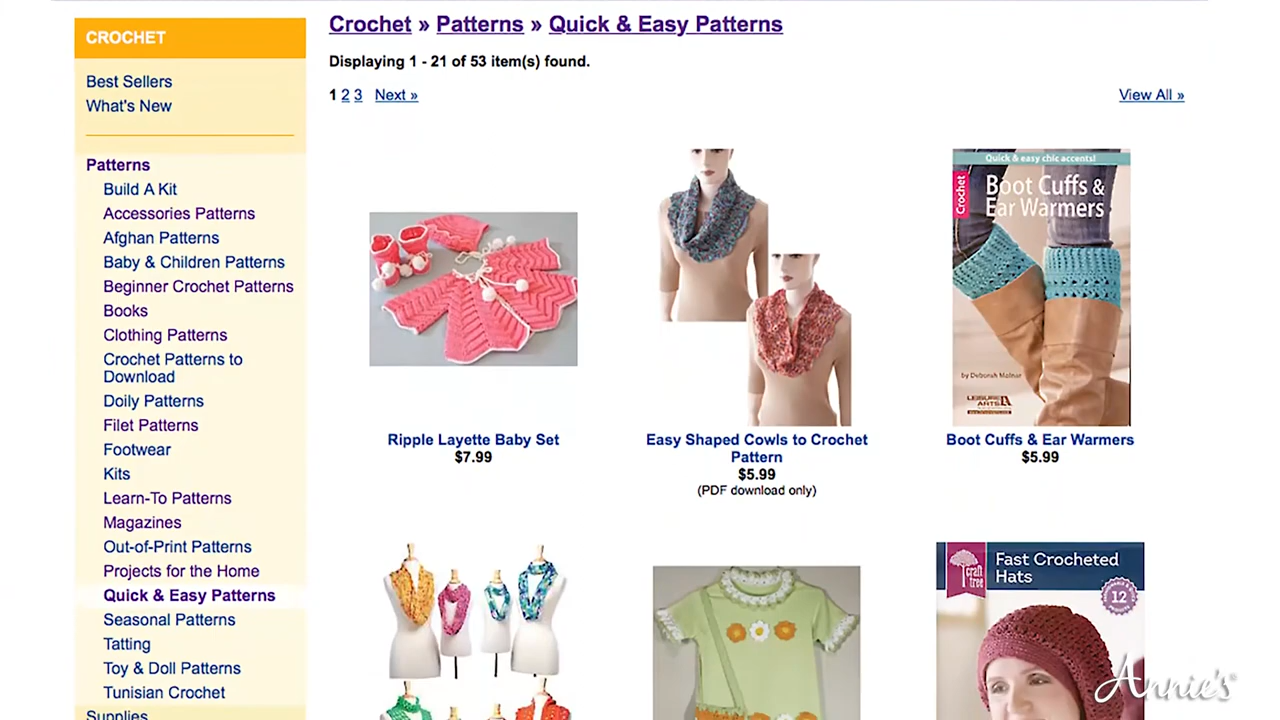 CROCHET
Best Sellers
What's New
Patterns
Build A Kit
Accessories Patterns
Afghan Patterns
Baby & Children Patterns
Beginner Crochet Patterns
Books
Clothing Patterns
Crochet Patterns to
Download
Doily Patterns
Filet Patterns
Footwear
Kits
Learn-To Patterns
Magazines
Out-of-Print Patterns
Projects for the Home
Quick & Easy Patterns
Seasonal Patterns
Tatting
Toy & Doll Patterns
Tunisian Crochet
Supplies
Crochet » Patterns » Quick & Easy Patterns
Displaying 1 - 21 of 53 item(s) found.
1 2 3 Next »
View All »
Ripple Layette Baby Set
$7.99
Easy Shaped Cowls to Crochet
Pattern
$5.99
(PDF download only)
Quick & easy chic accents!
Crochet
Boot Cuffs &
Ear Warmers
by Deborah Malnar
LEISURE
ARTS
Boot Cuffs & Ear Warmers
$5.99
craft
tree
Fast Crocheted
Hats
12
Annie's®